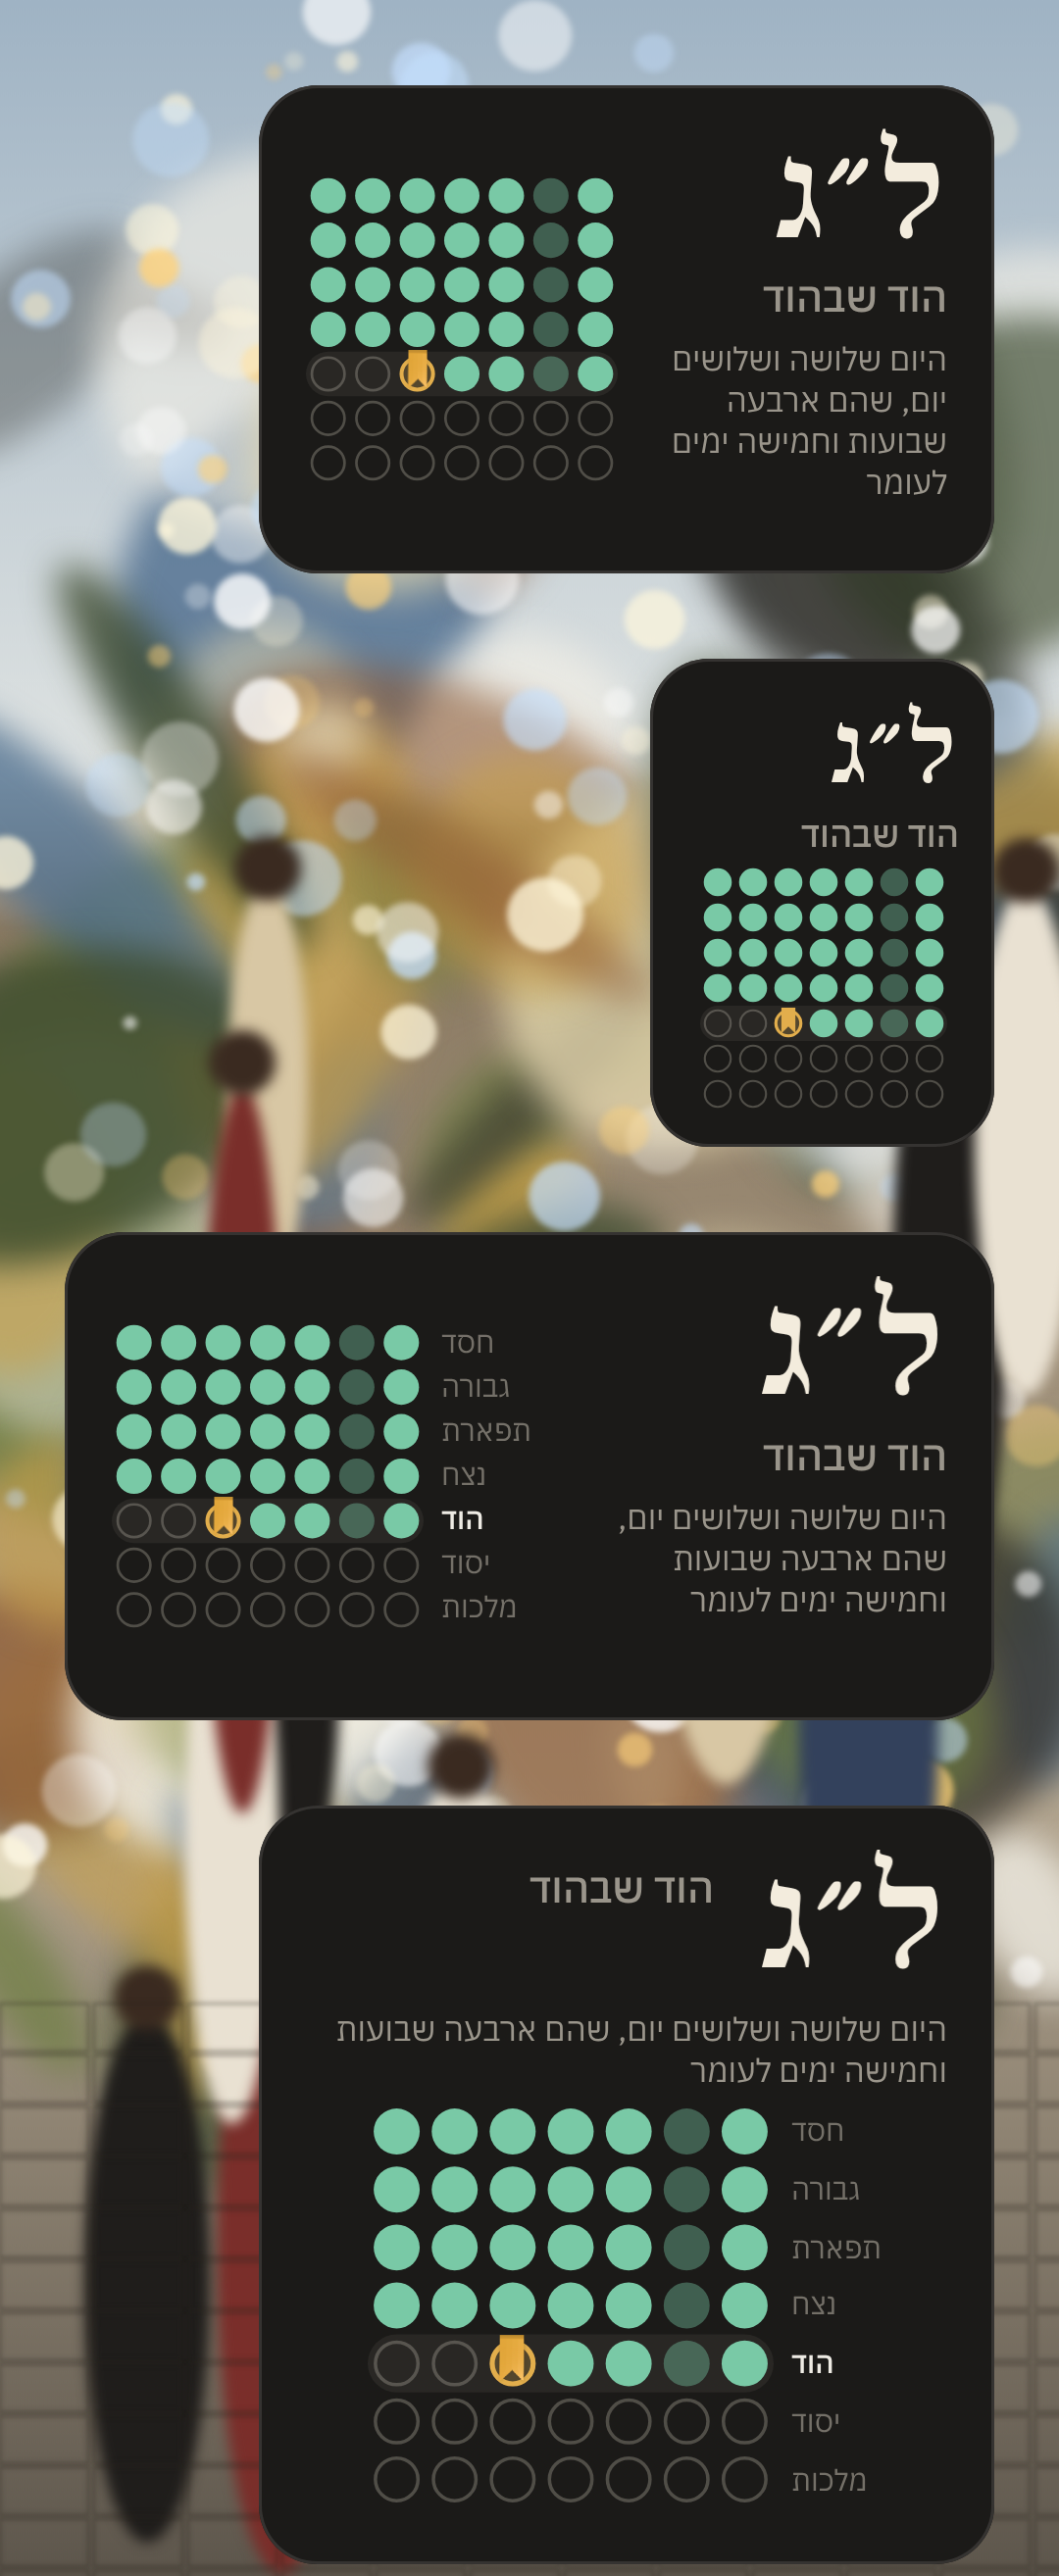 ל״ג
הוד שבהוד
היום שלושה ושלושים
יום, שהם ארבעה
שבועות וחמישה ימים
לעומר
ל״ג
הוד שבהוד
ל״ג
הוד שבהוד
היום שלושה ושלושים יום,
שהם ארבעה שבועות
וחמישה ימים לעומר
חסד
גבורה
תפארת
נצח
הוד
יסוד
מלכות
ל״ג
הוד שבהוד
היום שלושה ושלושים יום, שהם ארבעה שבועות
וחמישה ימים לעומר
חסד
גבורה
תפארת
נצח
הוד
יסוד
מלכות